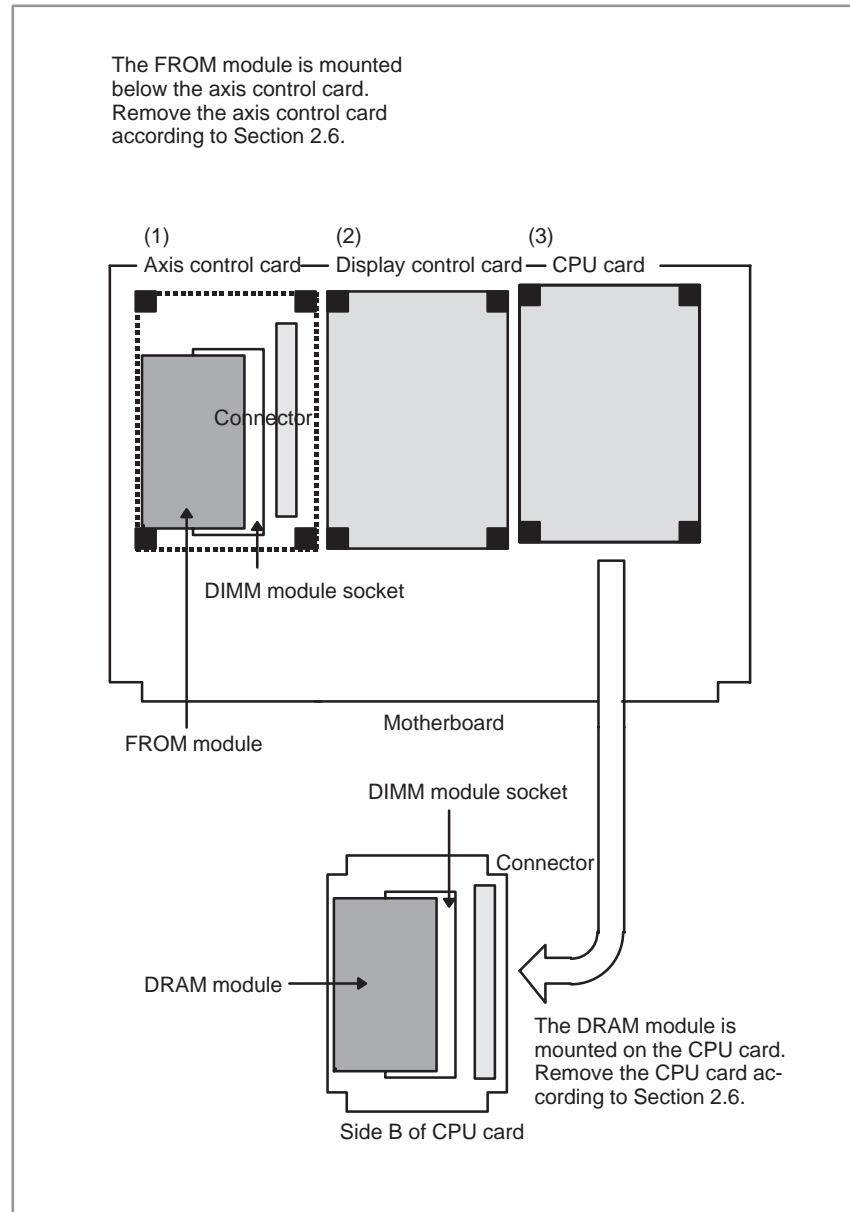 The FROM module is mounted
below the axis control card.
Remove the axis control card
according to Section 2.6.
(1)
(2)
(3)
Axis control card
Display control card
CPU card
Connector
DIMM module socket
Motherboard
FROM module
DIMM module socket
Connector
DRAM module
The DRAM module is
mounted on the CPU card.
Remove the CPU card ac-
cording to Section 2.6.
Side B of CPU card